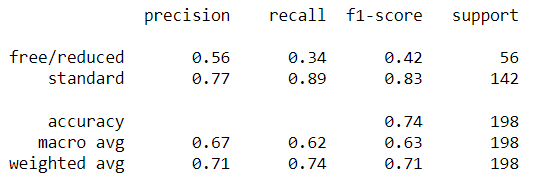 precision recall f1-score support
free/reduced 0.56 0.34 0.42 56
standard 0.77 0.89 0.83 142
accuracy 0.74 198
macro avg 0.67 0.62 0.63 198
weighted avg 0.71 0.74 0.71 198